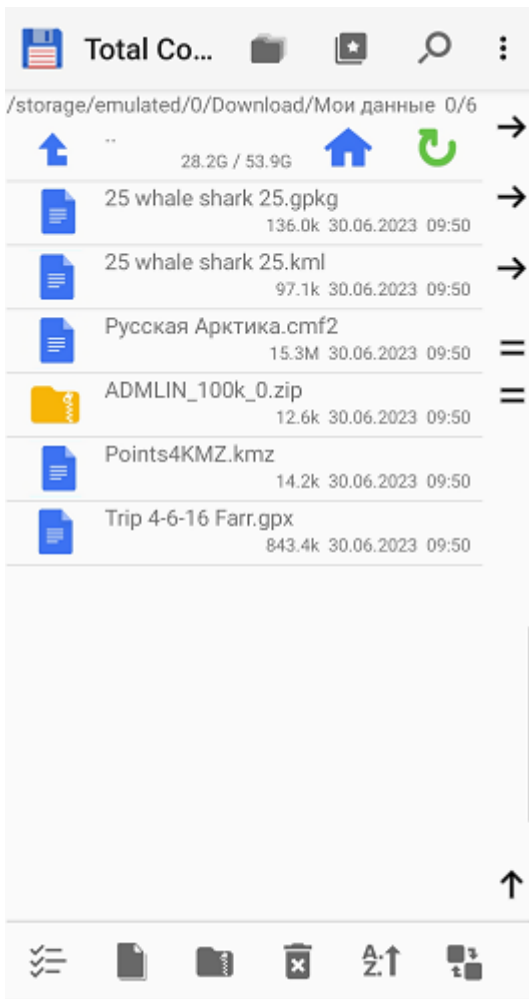 Total Co...
/storage/emulated/0/Download/Мои данные 0/6
..
28.2G / 53.9G
25 whale shark 25.gpkg
136.0k 30.06.2023 09:50
25 whale shark 25.kml
97.1k 30.06.2023 09:50
Русская Арктика.cmf2
15.3M 30.06.2023 09:50
ADMLIN_100k_0.zip
12.6k 30.06.2023 09:50
Points4KMZ.kmz
14.2k 30.06.2023 09:50
Trip 4-6-16 Farr.gpx
843.4k 30.06.2023 09:50
A:Z